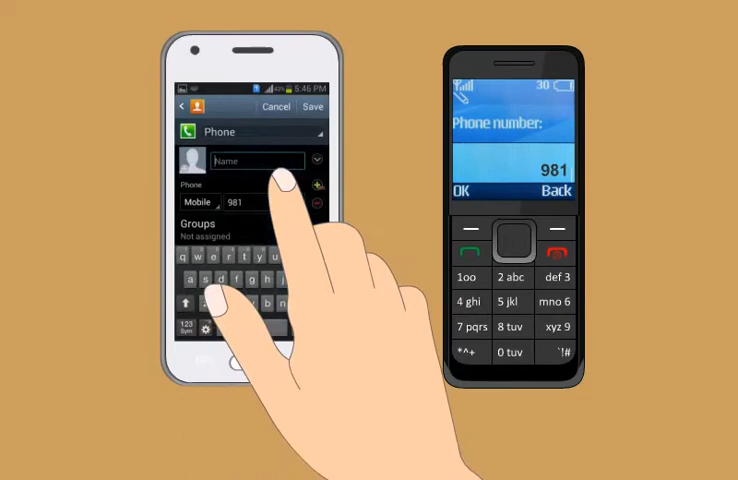 43% 5:46 PM
Cancel Save
Phone
Name
Phone
Mobile 981
Groups
Not assigned
q w e r t y u
a s d f g h j
v b n
123
Sym
30
Phone number:
981
OK Back
1oo 2 abc def 3
4 ghi 5 jkl mno 6
7 pqrs 8 tuv xyz 9
*^+ 0 tuv `!#